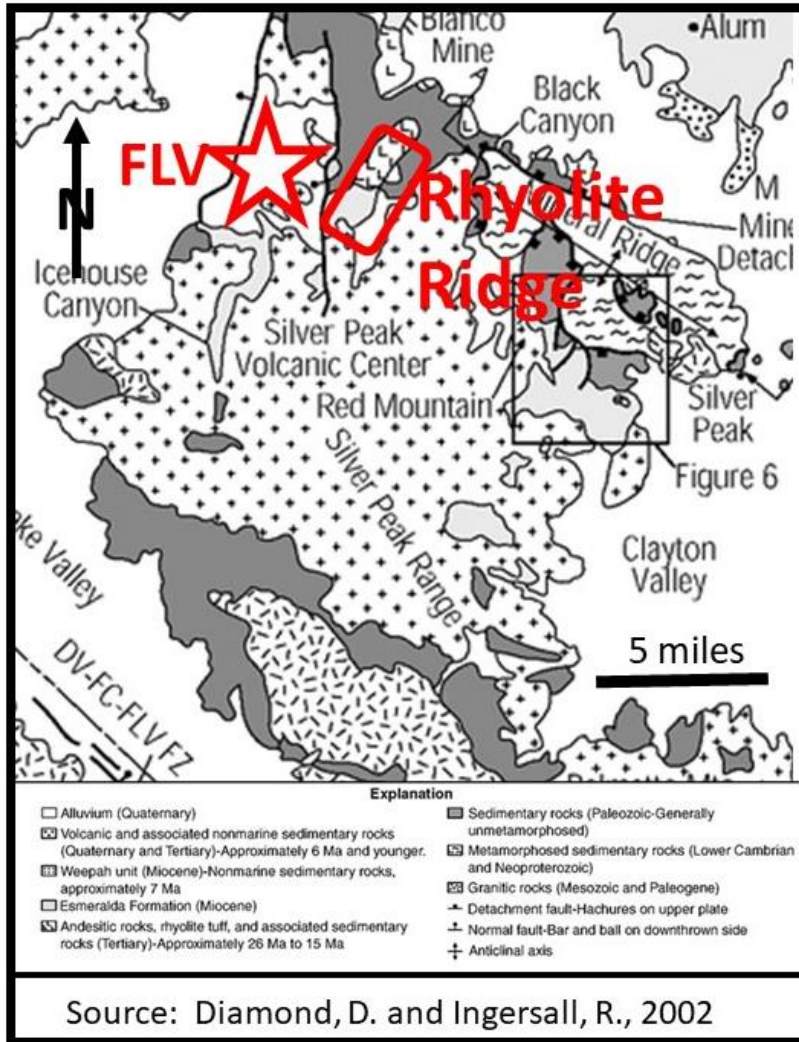 Blanco
Mine
Alum
Black
Canyon
FLV
N
Rhyolite
Ridge
M
Mine
Detacl
Mineral Ridge
Icehouse
Canyon
Silver Peak
Volcanic Center
Red Mountain
Silver
Peak
Figure 6
Silver Peak Range
Clayton
Valley
ke Valley
5 miles
DV-FC-FLV FZ
Explanation
Alluvium (Quaternary)
Volcanic and associated nonmarine sedimentary rocks
(Quaternary and Tertiary)-Approximately 6 Ma and younger.
Weepah unit (Miocene)-Nonmarine sedimentary rocks,
approximately 7 Ma
Esmeralda Formation (Miocene)
Andesitic rocks, rhyolite tuff, and associated sedimentary
rocks (Tertiary)-Approximately 26 Ma to 15 Ma
Sedimentary rocks (Paleozoic-Generally
unmetamorphosed)
Metamorphosed sedimentary rocks (Lower Cambrian
and Neoproterozoic)
Granitic rocks (Mesozoic and Paleogene)
Detachment fault-Hachures on upper plate
Normal fault-Bar and ball on downthrown side
Anticlinal axis
Source: Diamond, D. and Ingersall, R., 2002